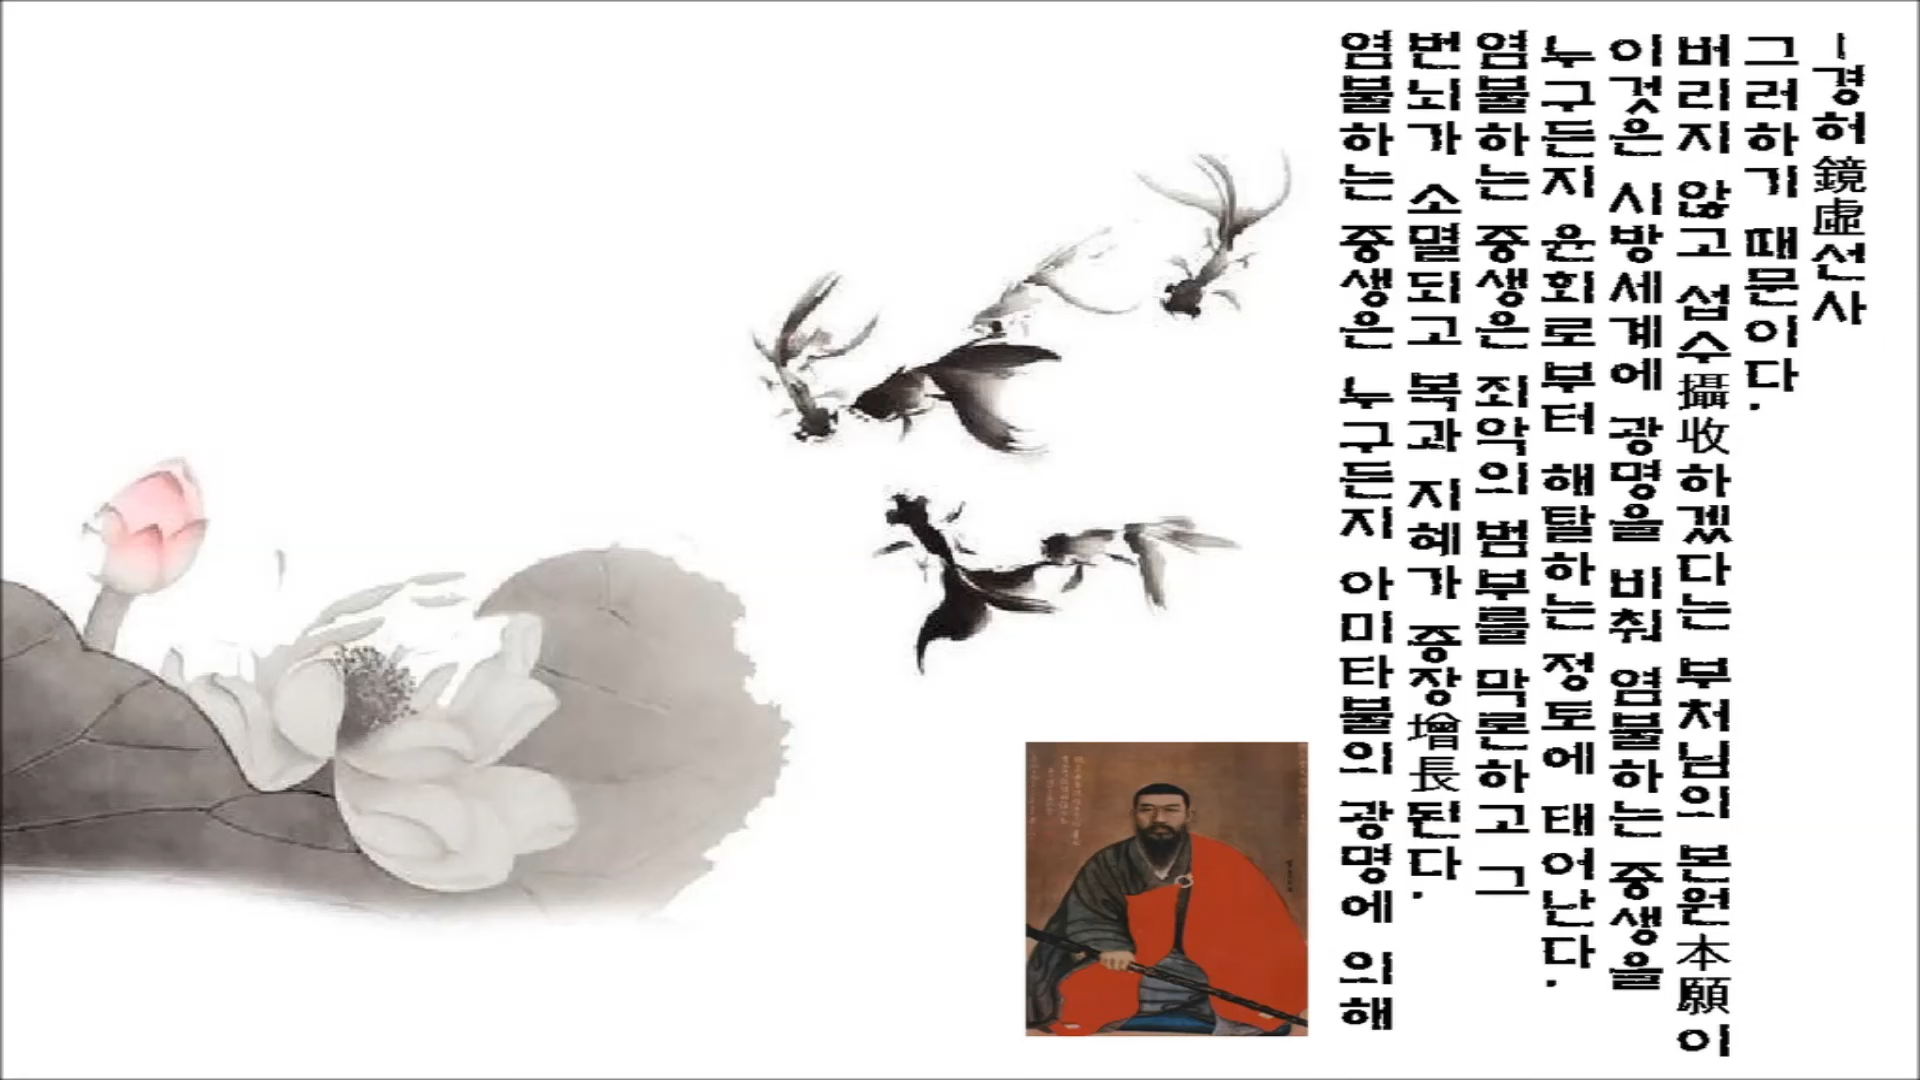 염불하는 중생은 누구든지 아미타불의 광명에 의해
번뇌가 소멸되고 복과 지혜가 증장增長된다.
염불하는 중생은 죄악의 범부를 막론하고 그
누구든지 윤회로부터 해탈하는 정토에 태어난다.
이것은 시방세계에 광명을 비춰 염불하는 중생을
버리지 않고 섭수攝收하겠다는 부처님의 본원本願이
그러하기 때문이다.
-경허鏡虛선사